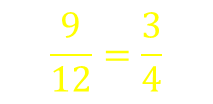 9/12 = 3/4